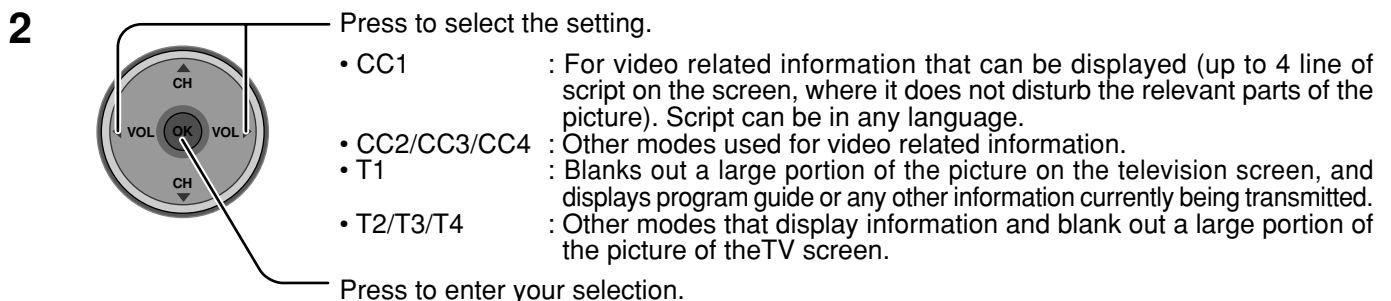 2
Press to select the setting.
CH
VOL OK VOL
CH
• CC1 : For video related information that can be displayed (up to 4 line of
script on the screen, where it does not disturb the relevant parts of the
picture). Script can be in any language.
• CC2/CC3/CC4 : Other modes used for video related information.
• T1 : Blanks out a large portion of the picture on the television screen, and
displays program guide or any other information currently being transmitted.
• T2/T3/T4 : Other modes that display information and blank out a large portion of
the picture of theTV screen.
Press to enter your selection.